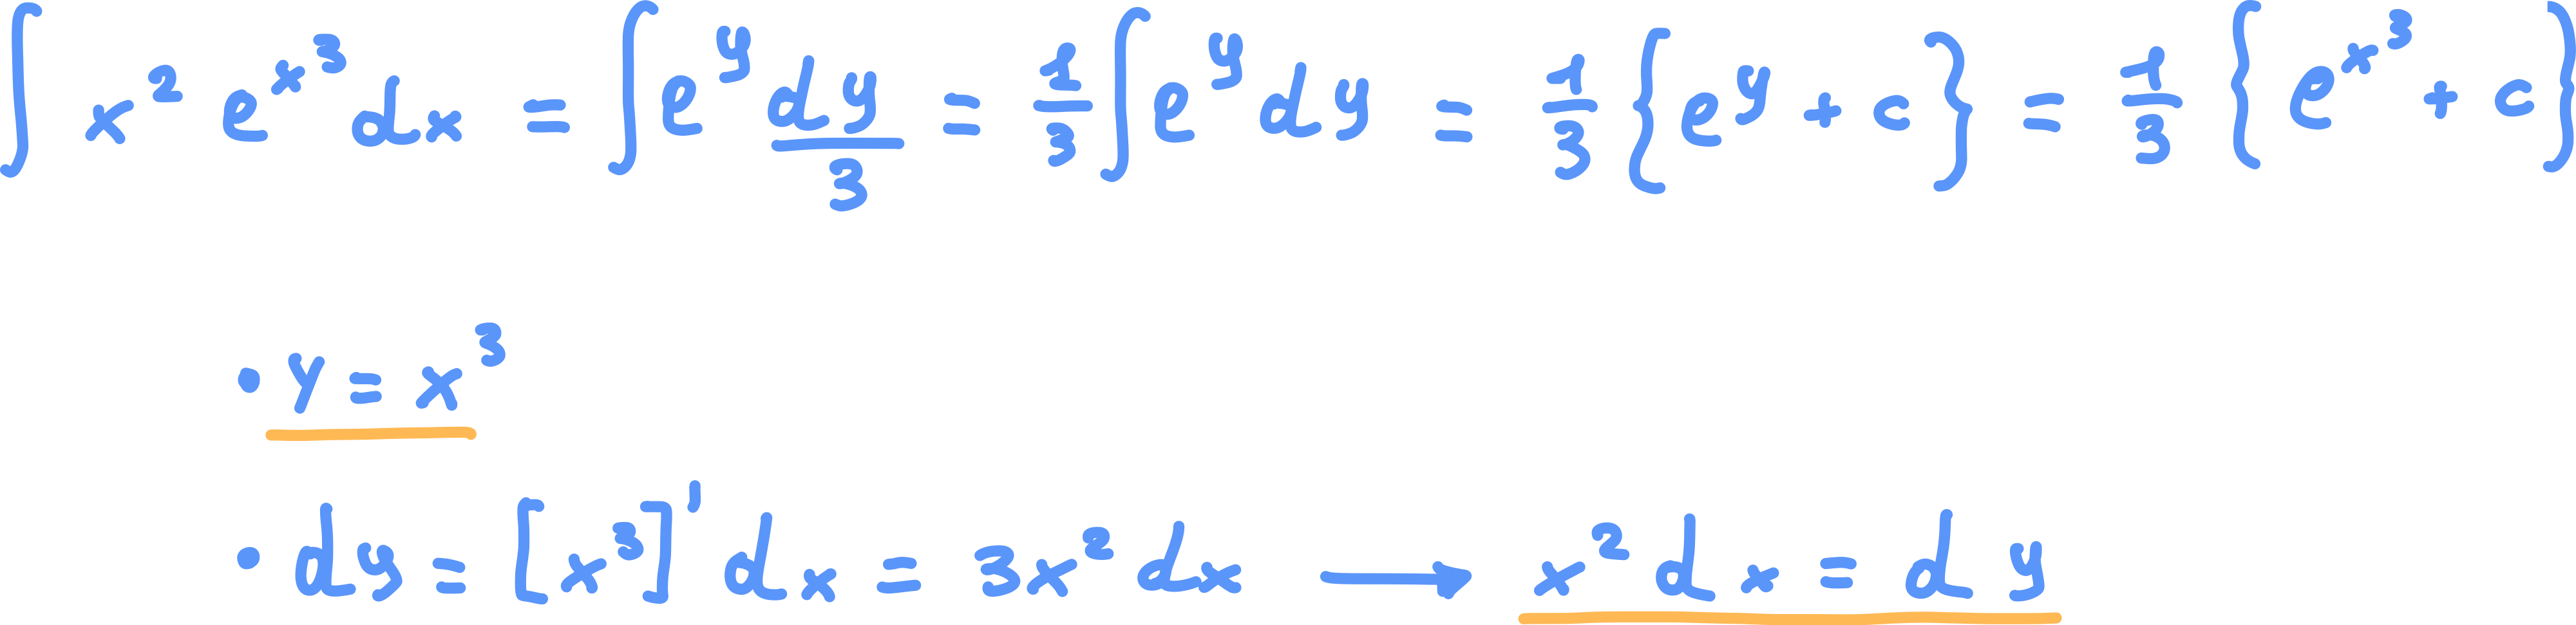 ∫ x² e^{x³} dx = ∫ e^y dy/3 = 1/3 ∫ e^y dy = 1/3 { e^y + c } = 1/3 { e^{x³} + c }
• y = x³
• dy = [x³]' dx = 3x² dx ⟶ x² dx = dy